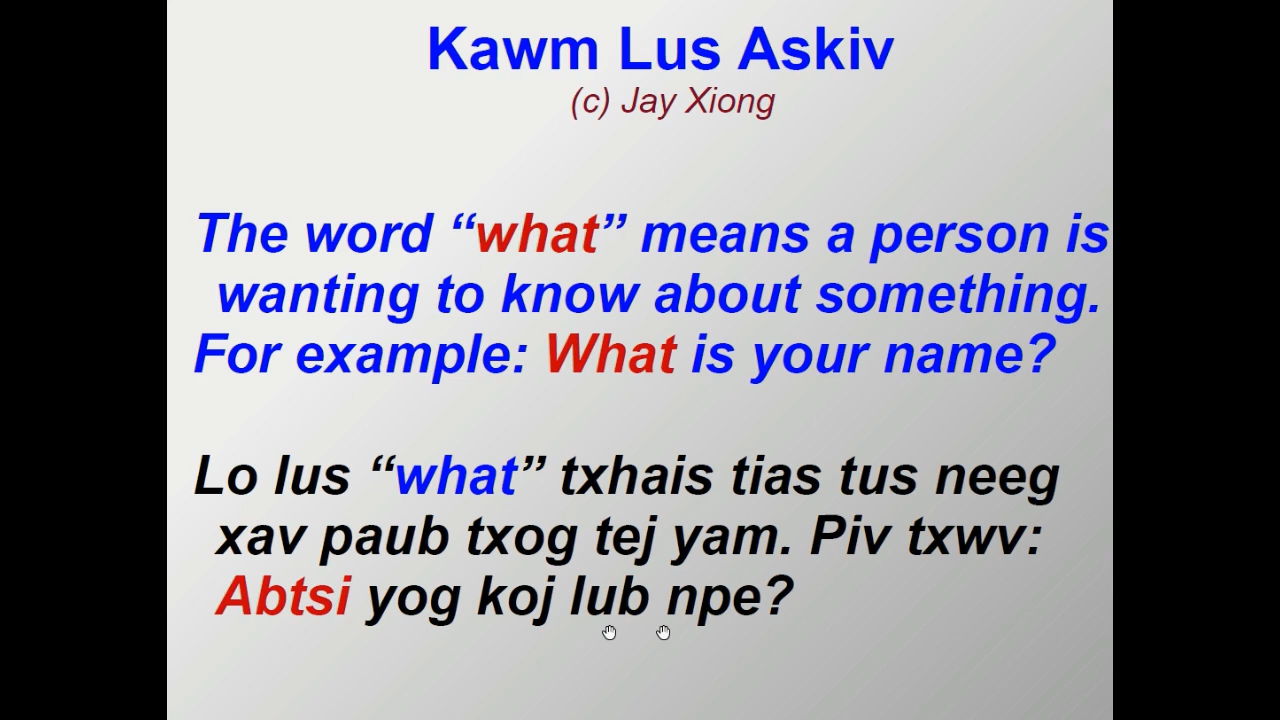 Kawm Lus Askiv
(c) Jay Xiong
The word “what” means a person is
wanting to know about something.
For example: What is your name?
Lo lus “what” txhais tias tus neeg
xav paub txog tej yam. Piv txwv:
Abtsi yog koj lub npe?